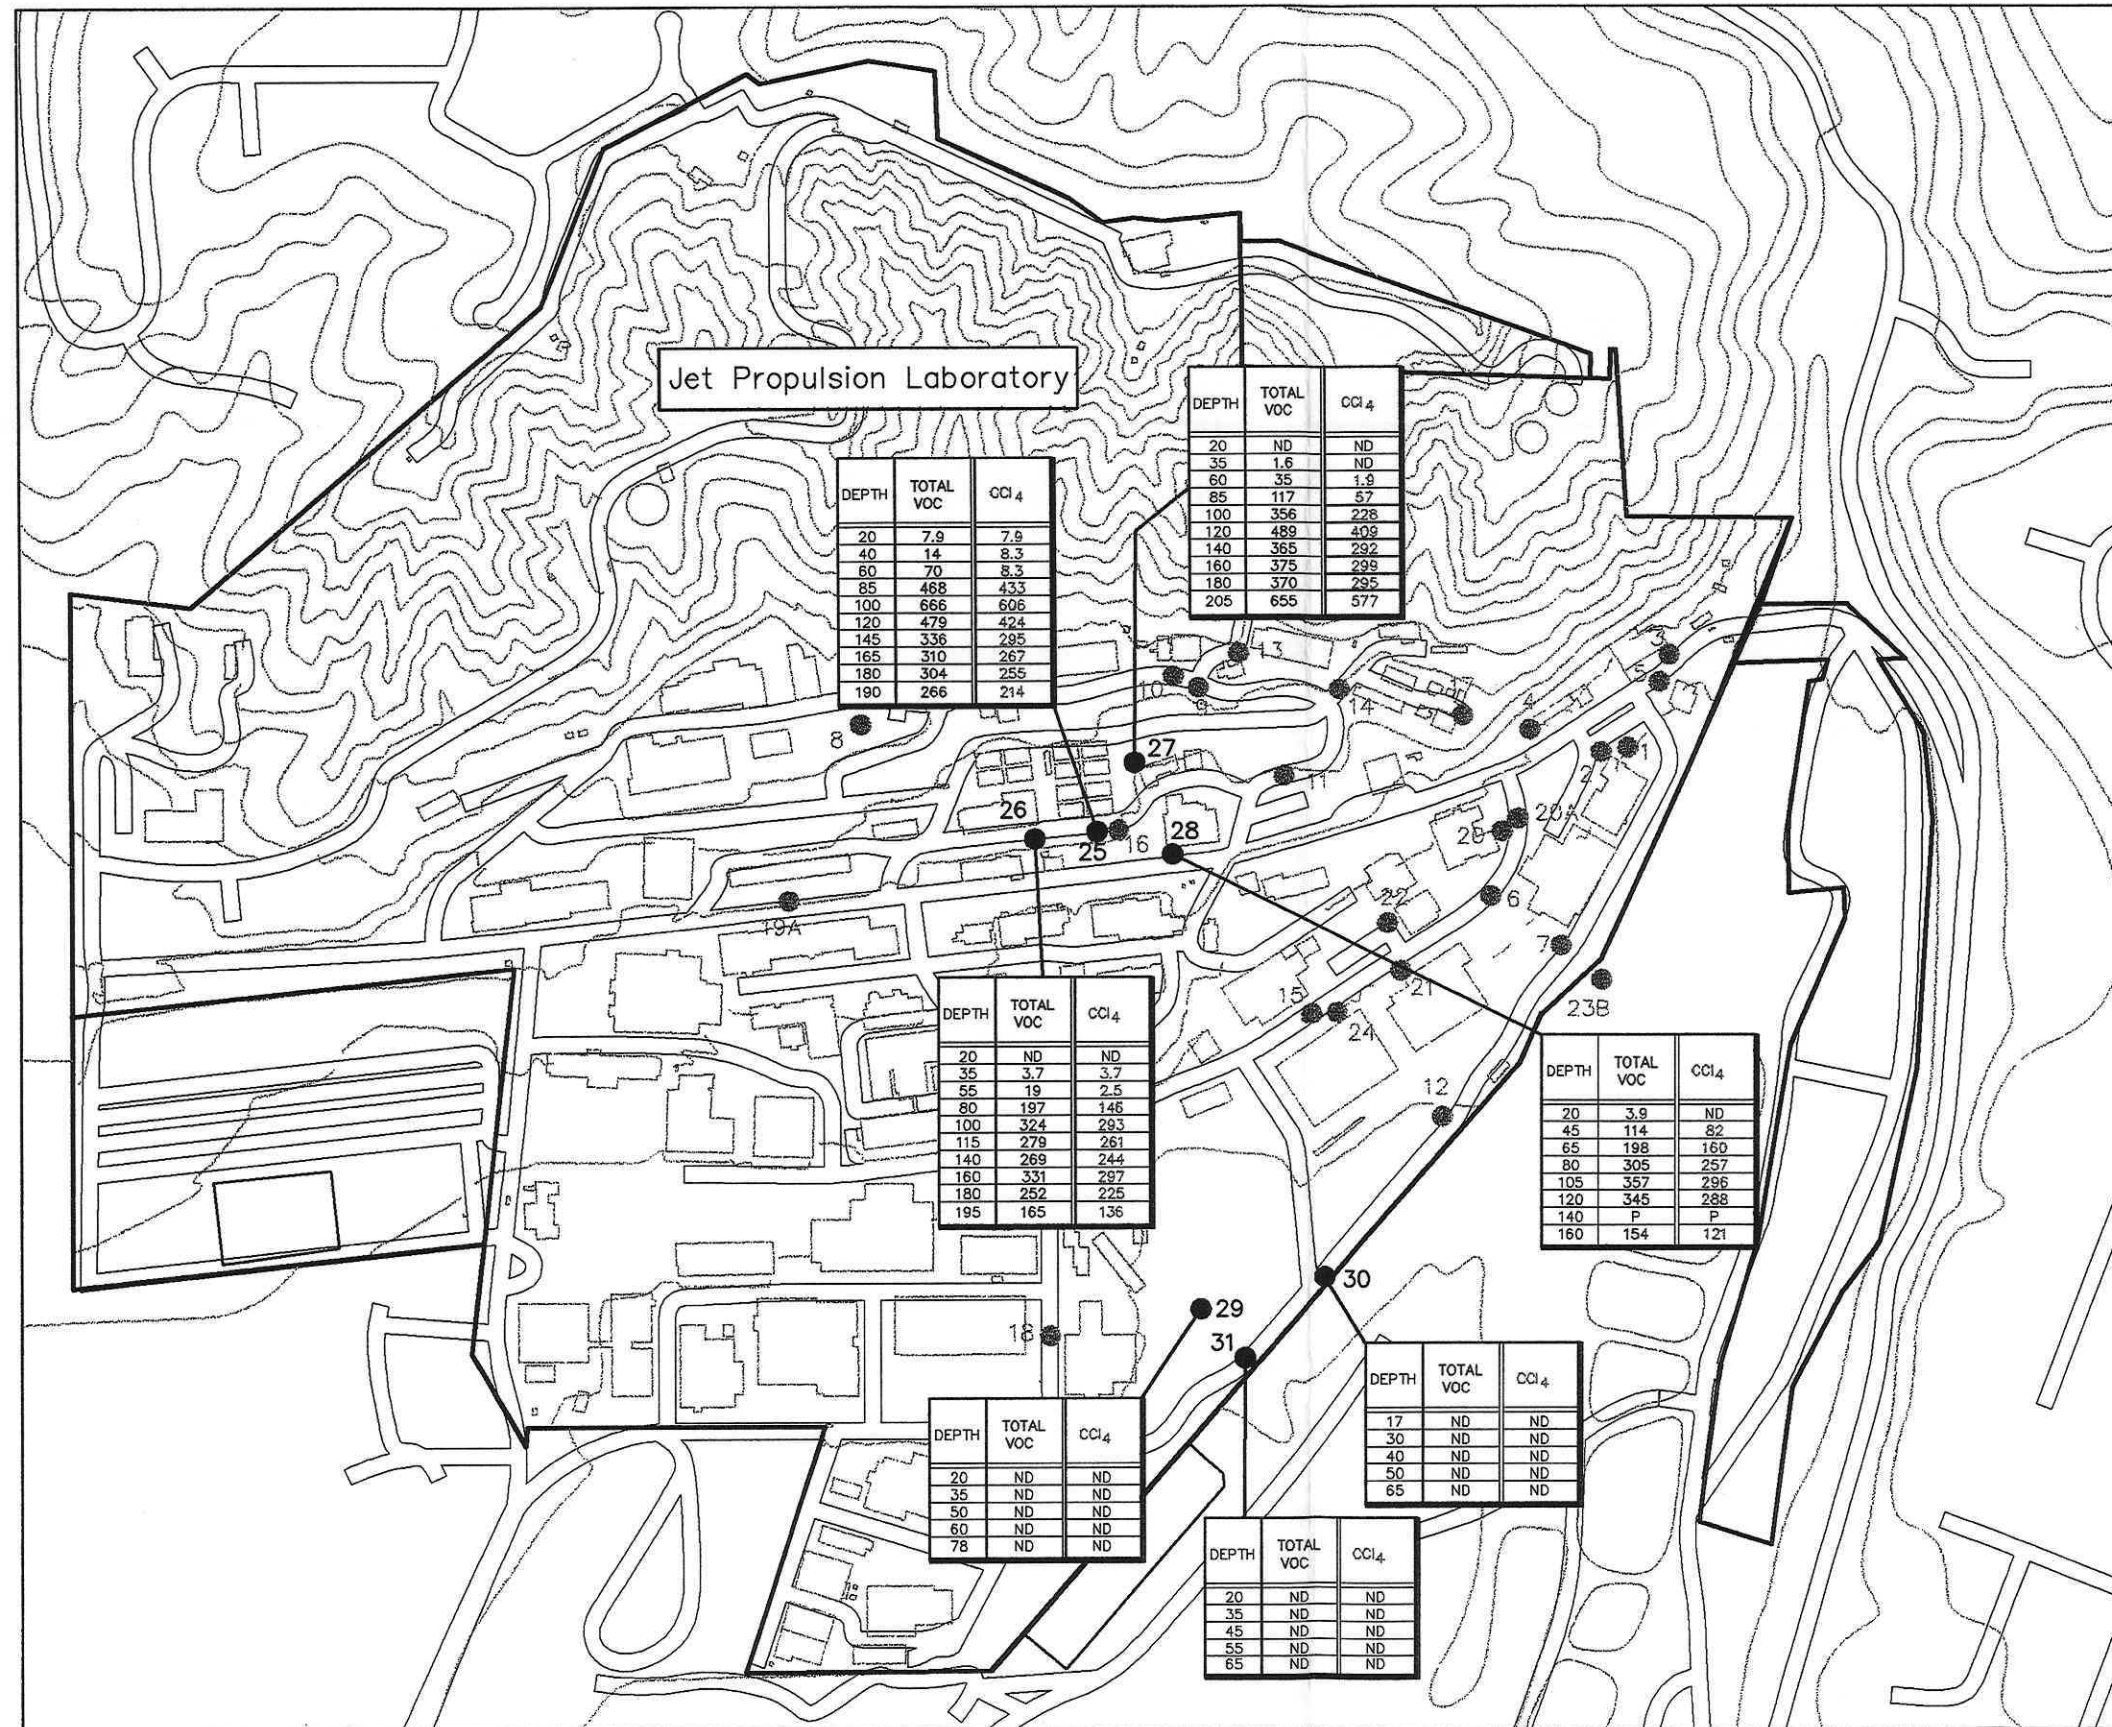 Jet Propulsion Laboratory
DEPTH TOTAL VOC CCl4
20 ND ND
35 1.6 ND
60 35 1.9
85 117 57
100 356 228
120 489 409
140 365 292
160 375 299
180 370 295
205 655 577
DEPTH TOTAL VOC CCl4
20 7.9 7.9
40 14 8.3
60 70 8.3
85 468 433
100 666 606
120 479 424
145 336 295
165 310 267
180 304 255
190 266 214
13
3
5
10
9
14
4
8
27
2
1
11
26
25
16
28
20A
20
6
19A
22
7
21
23B
15
24
DEPTH TOTAL VOC CCl4
20 ND ND
35 3.7 3.7
55 19 2.5
80 197 146
100 324 293
115 279 261
140 269 244
160 331 297
180 252 225
195 165 136
12
DEPTH TOTAL VOC CCl4
20 3.9 ND
45 114 82
65 198 160
80 305 257
105 357 296
120 345 288
140 P P
160 154 121
30
29
18
31
DEPTH TOTAL VOC CCl4
17 ND ND
30 ND ND
40 ND ND
50 ND ND
65 ND ND
DEPTH TOTAL VOC CCl4
20 ND ND
35 ND ND
50 ND ND
60 ND ND
78 ND ND
DEPTH TOTAL VOC CCl4
20 ND ND
35 ND ND
45 ND ND
55 ND ND
65 ND ND